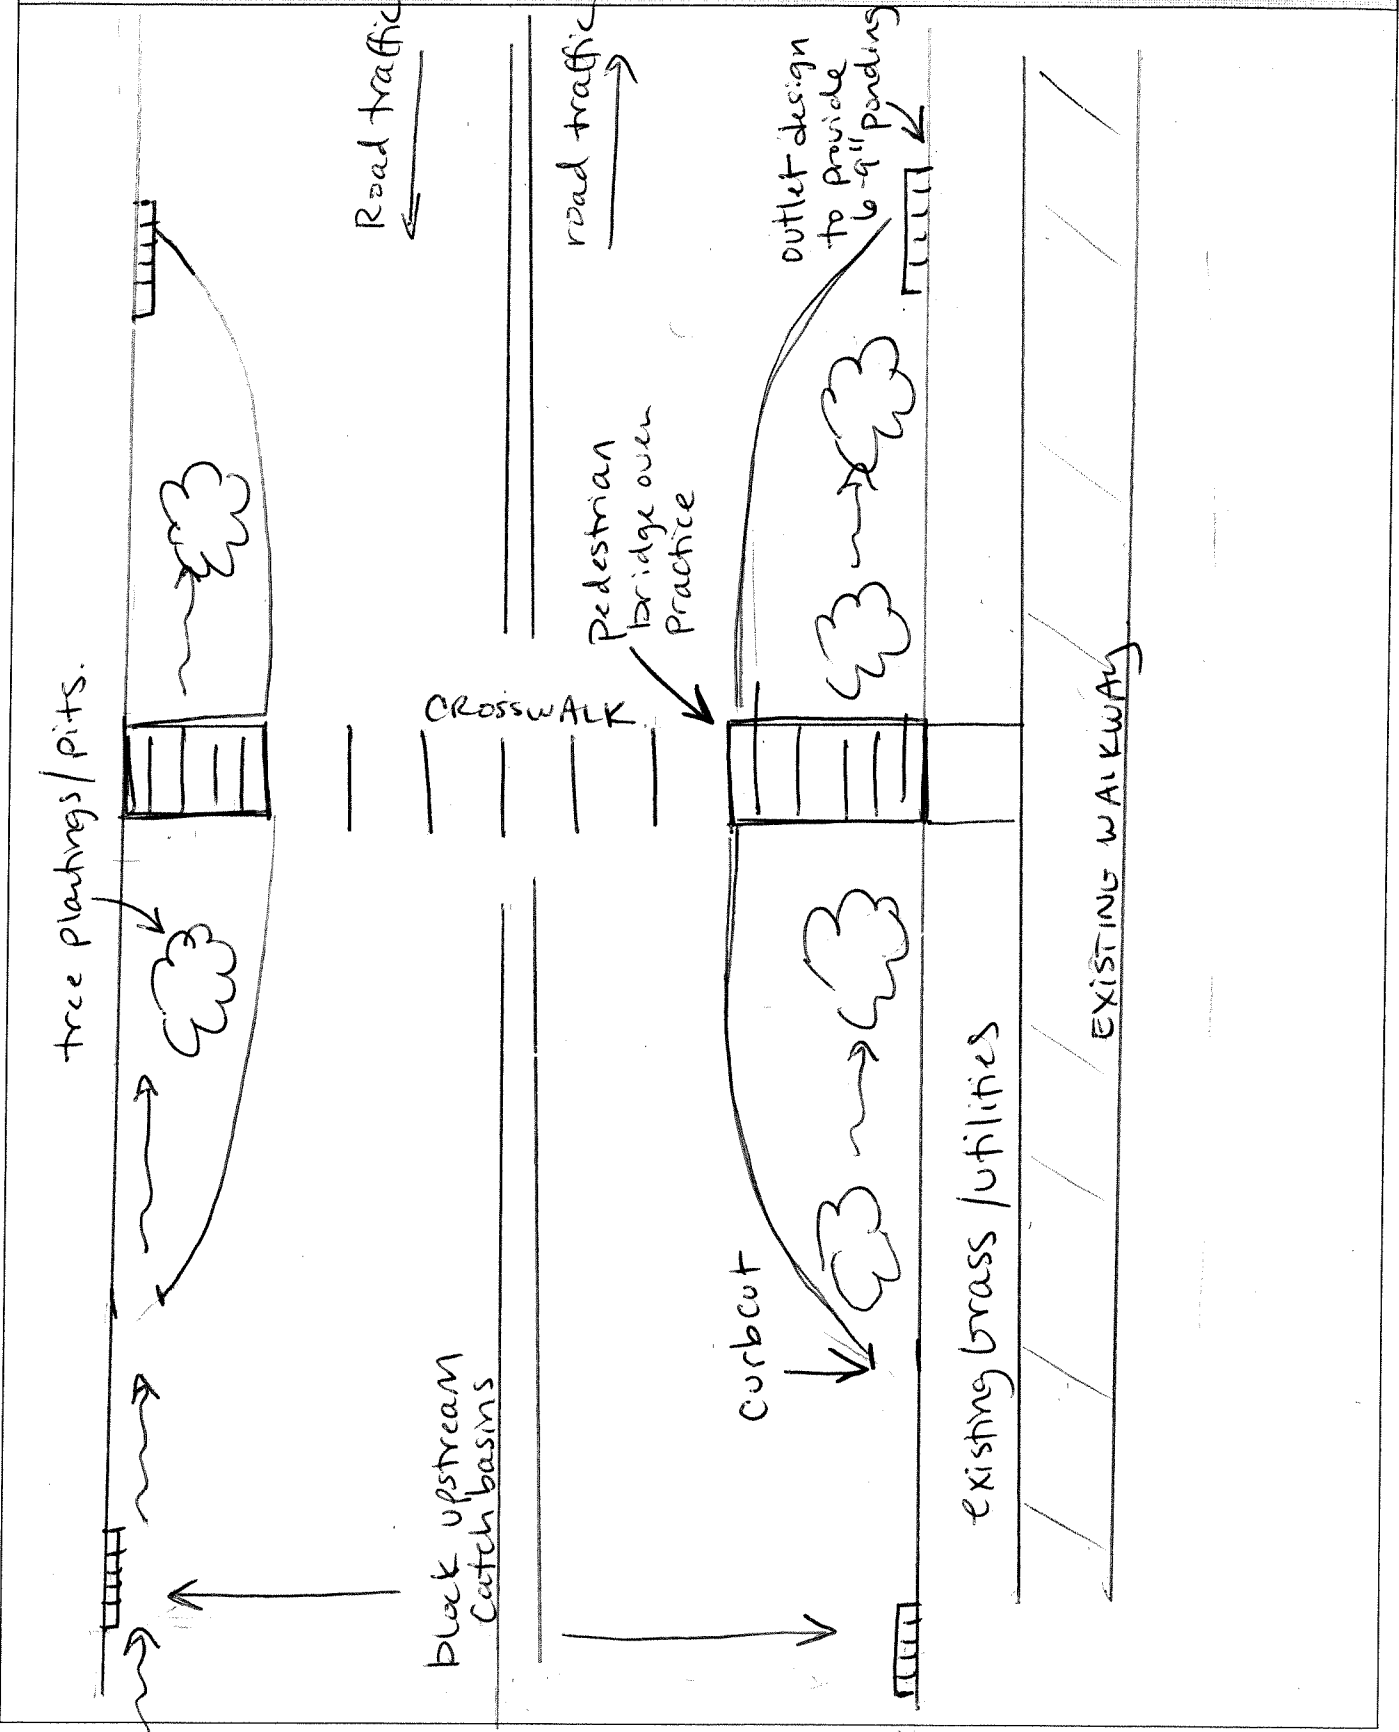 tree plantings/pits.
Road traffic
road traffic
CROSSWALK
block upstream
catch basins
pedestrian
bridge over
practice
curbcut
outlet design
to provide
6-9" ponding
existing Grass/utilities
EXISTING WALKWAY